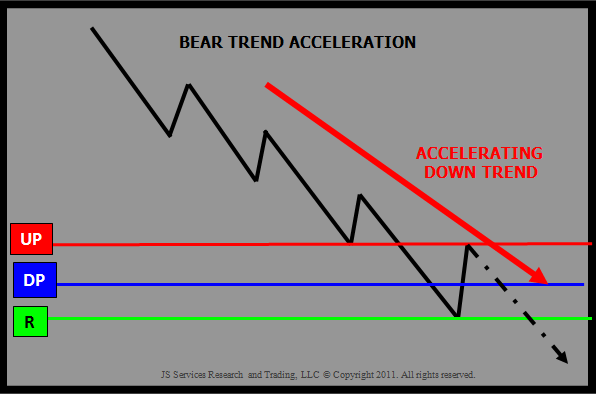 BEAR TREND ACCELERATION
ACCELERATING
DOWN TREND
UP
DP
R
JS Services Research and Trading, LLC © Copyright 2011. All rights reserved.